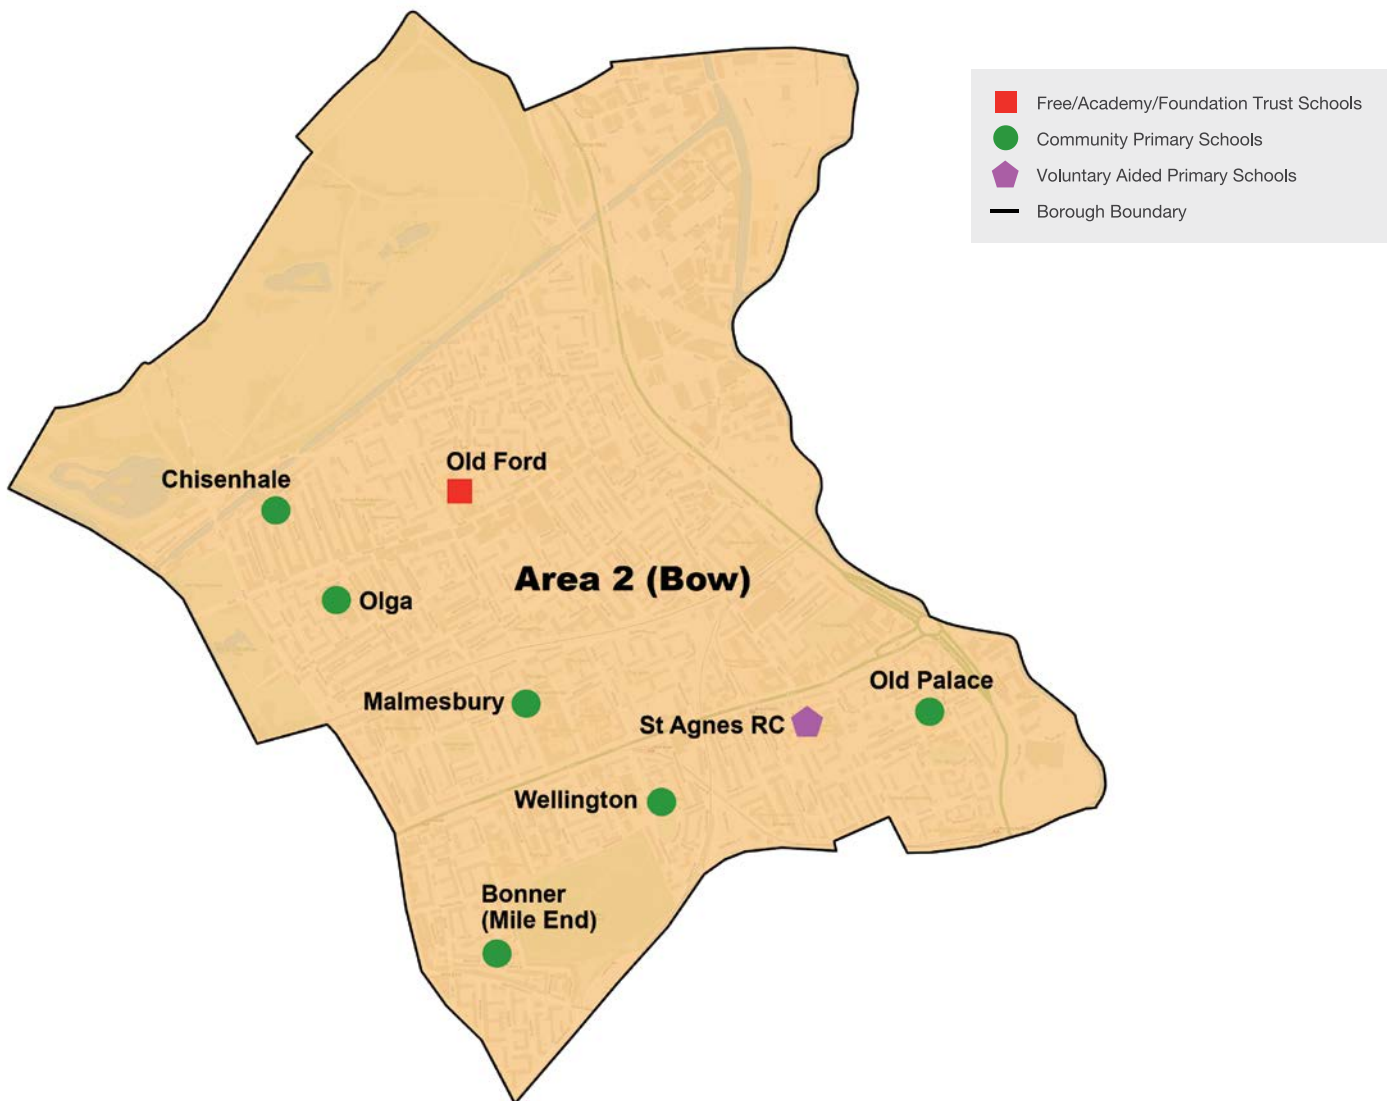 Free/Academy/Foundation Trust Schools
Community Primary Schools
Voluntary Aided Primary Schools
Borough Boundary
Old Ford
Chisenhale
Area 2 (Bow)
Olga
Old Palace
Malmesbury
St Agnes RC
Wellington
Bonner
(Mile End)